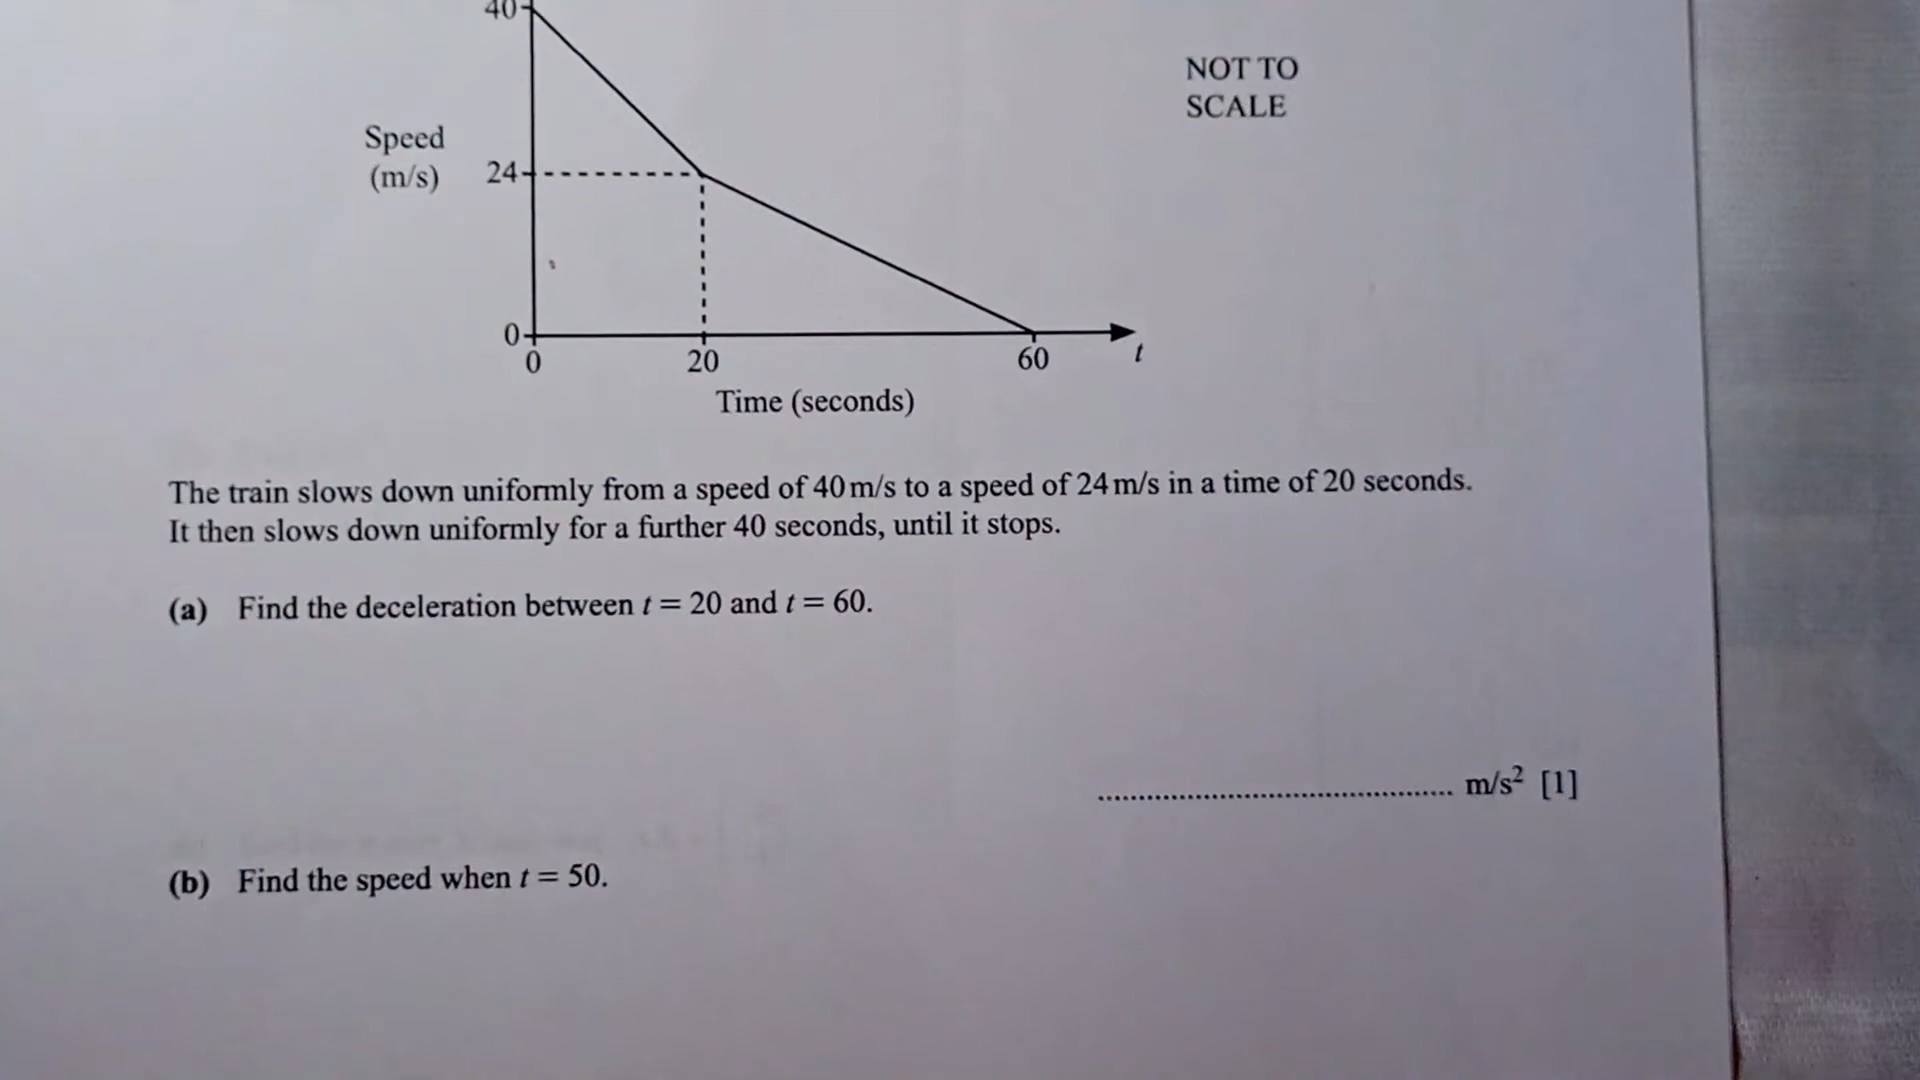 40
NOT TO
SCALE
Speed
(m/s)
24
0
0
20
60
t
Time (seconds)
The train slows down uniformly from a speed of 40 m/s to a speed of 24 m/s in a time of 20 seconds.
It then slows down uniformly for a further 40 seconds, until it stops.
(a) Find the deceleration between t = 20 and t = 60.
............................................ m/s² [1]
(b) Find the speed when t = 50.